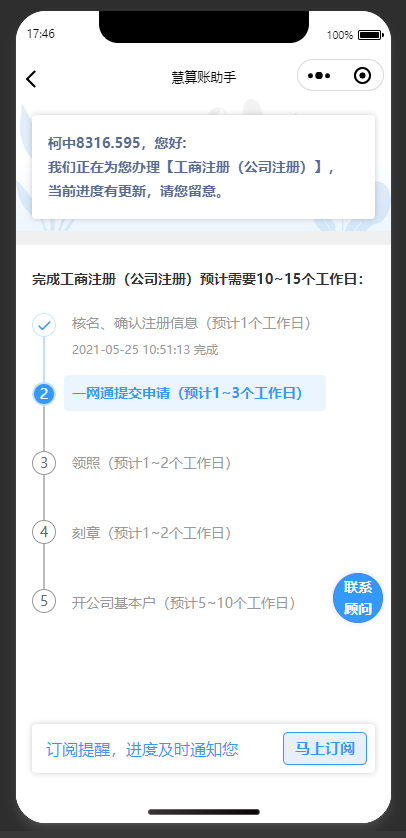 17:46
100%
慧算账助手
柯中8316.595，您好:
我们正在为您办理【工商注册（公司注册）】，
当前进度有更新，请您留意。
完成工商注册（公司注册）预计需要10~15个工作日：
核名、确认注册信息（预计1个工作日）
2021-05-25 10:51:13 完成
2
一网通提交申请（预计1~3个工作日）
3
领照（预计1~2个工作日）
4
刻章（预计1~2个工作日）
5
开公司基本户（预计5~10个工作日）
联系
顾问
订阅提醒，进度及时通知您
马上订阅